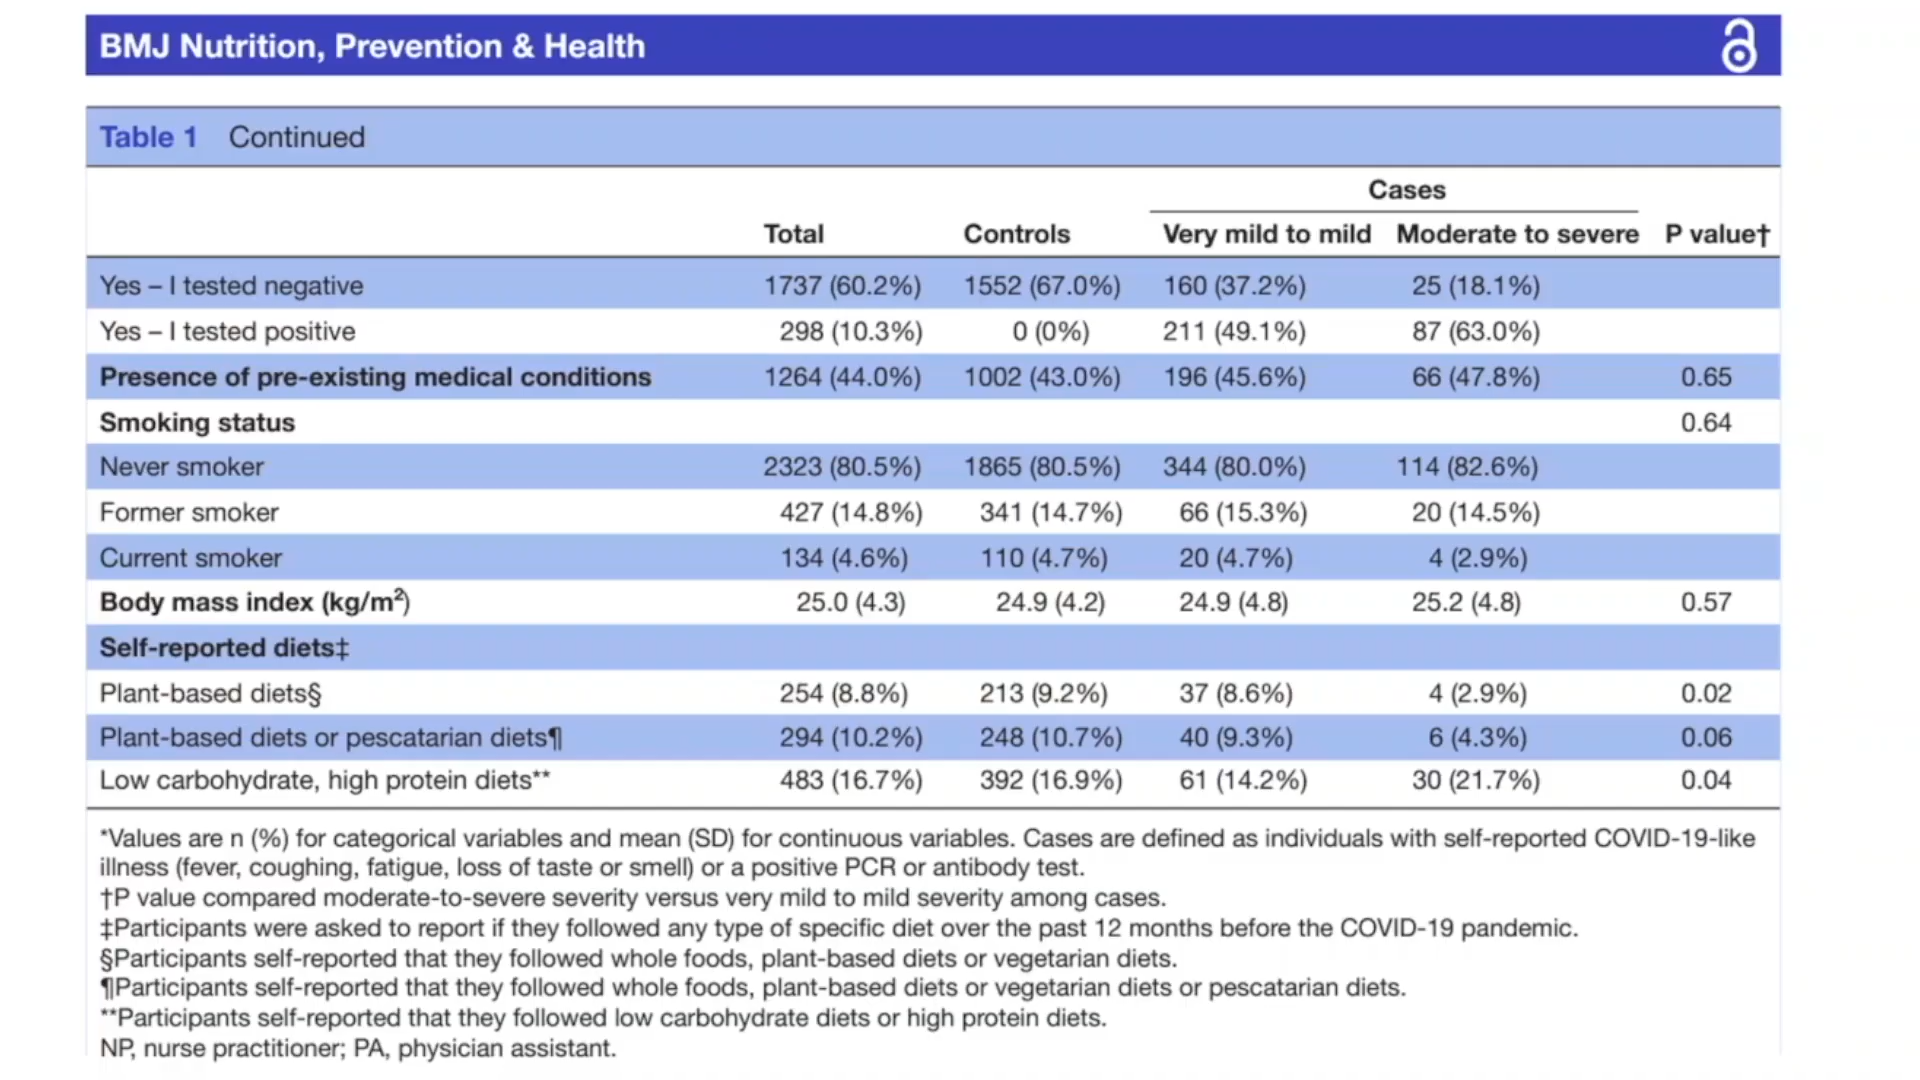 BMJ Nutrition, Prevention & Health
Table 1 Continued
Cases
Total Controls Very mild to mild Moderate to severe P value†
Yes – I tested negative 1737 (60.2%) 1552 (67.0%) 160 (37.2%) 25 (18.1%)
Yes – I tested positive 298 (10.3%) 0 (0%) 211 (49.1%) 87 (63.0%)
Presence of pre-existing medical conditions 1264 (44.0%) 1002 (43.0%) 196 (45.6%) 66 (47.8%) 0.65
Smoking status 0.64
Never smoker 2323 (80.5%) 1865 (80.5%) 344 (80.0%) 114 (82.6%)
Former smoker 427 (14.8%) 341 (14.7%) 66 (15.3%) 20 (14.5%)
Current smoker 134 (4.6%) 110 (4.7%) 20 (4.7%) 4 (2.9%)
Body mass index (kg/m²) 25.0 (4.3) 24.9 (4.2) 24.9 (4.8) 25.2 (4.8) 0.57
Self-reported diets‡
Plant-based diets§ 254 (8.8%) 213 (9.2%) 37 (8.6%) 4 (2.9%) 0.02
Plant-based diets or pescatarian diets¶ 294 (10.2%) 248 (10.7%) 40 (9.3%) 6 (4.3%) 0.06
Low carbohydrate, high protein diets** 483 (16.7%) 392 (16.9%) 61 (14.2%) 30 (21.7%) 0.04
*Values are n (%) for categorical variables and mean (SD) for continuous variables. Cases are defined as individuals with self-reported COVID-19-like
illness (fever, coughing, fatigue, loss of taste or smell) or a positive PCR or antibody test.
†P value compared moderate-to-severe severity versus very mild to mild severity among cases.
‡Participants were asked to report if they followed any type of specific diet over the past 12 months before the COVID-19 pandemic.
§Participants self-reported that they followed whole foods, plant-based diets or vegetarian diets.
¶Participants self-reported that they followed whole foods, plant-based diets or vegetarian diets or pescatarian diets.
**Participants self-reported that they followed low carbohydrate diets or high protein diets.
NP, nurse practitioner; PA, physician assistant.